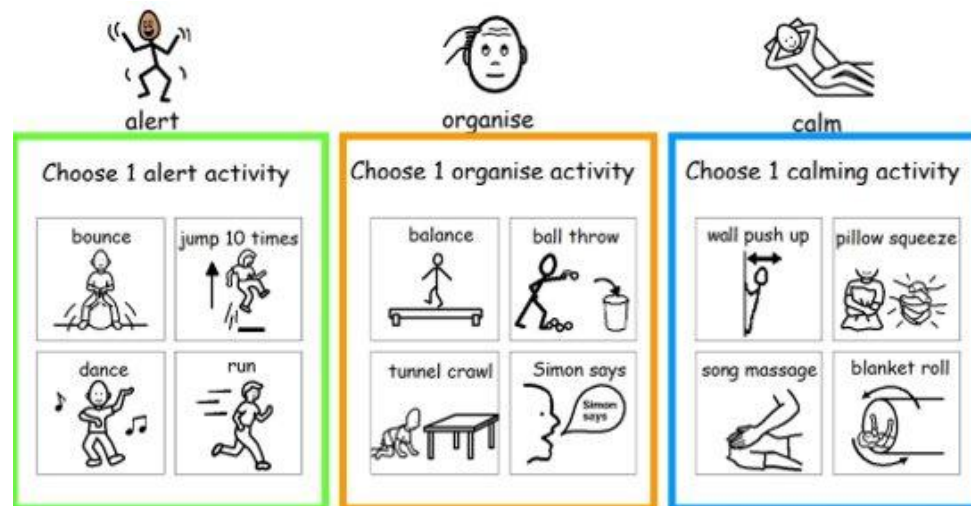 alert
organise
calm
Choose 1 alert activity
Choose 1 organise activity
Choose 1 calming activity
bounce
jump 10 times
dance
run
balance
ball throw
tunnel crawl
Simon says
Simon
says
wall push up
pillow squeeze
song massage
blanket roll